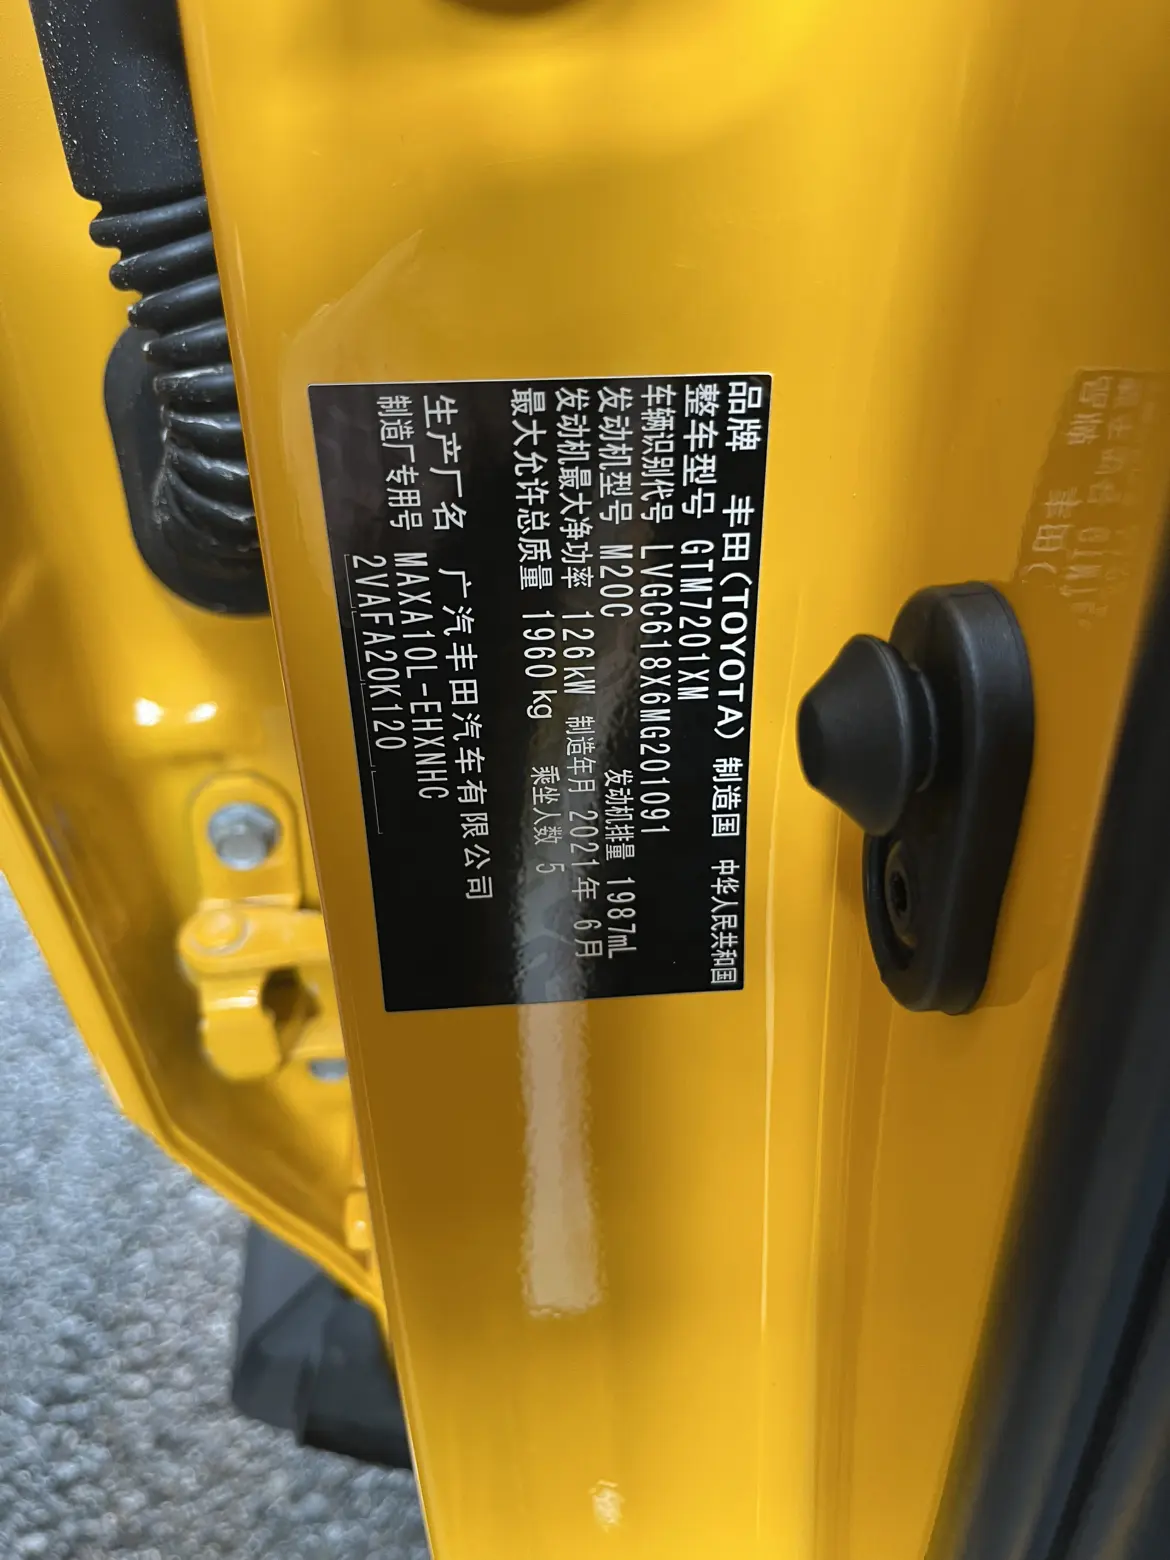 品牌 丰田(TOYOTA) 制造国 中华人民共和国
整车型号 GTM7201XM
车辆识别代号 LVGC618X6MG201091
发动机型号 M20C 发动机排量 1987mL
发动机最大净功率 126kW 制造年月 2021年 6月
最大允许总质量 1960kg 乘坐人数 5
生产厂名 广汽丰田汽车有限公司
制造厂专用号 MAXA10L-EHXNHC
2VAFA20K120